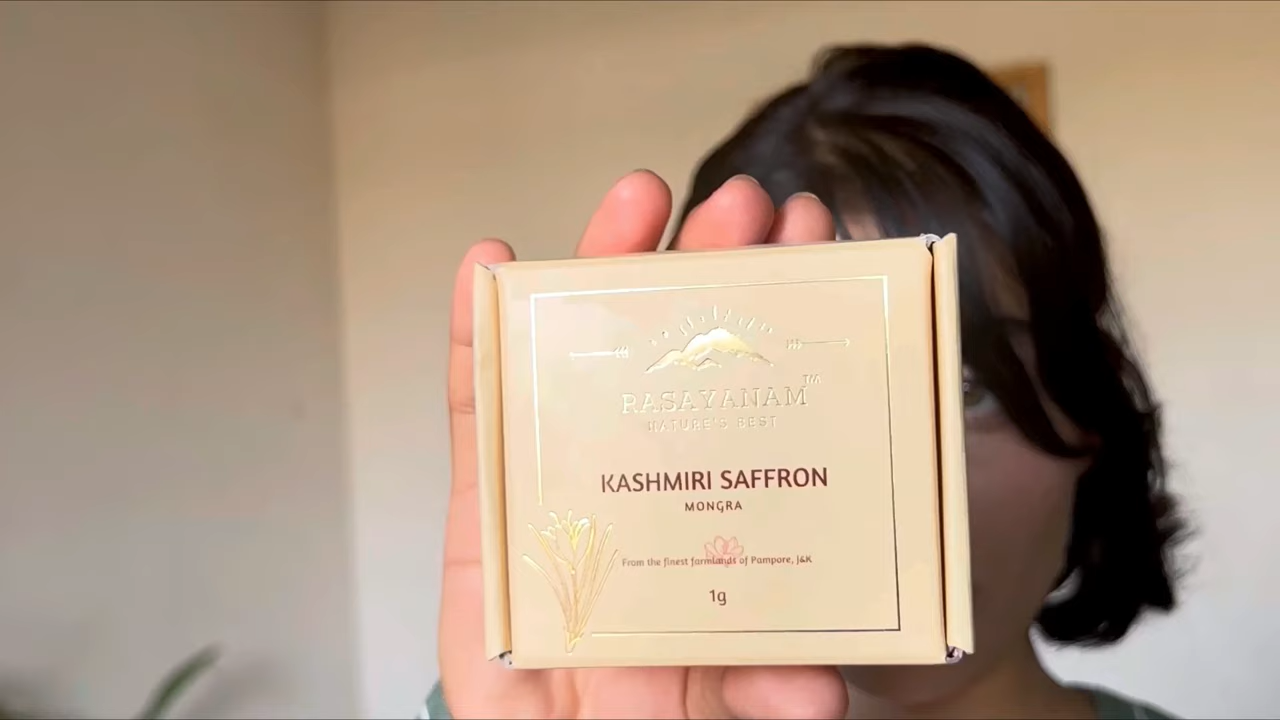 RASAYANAM™
NATURE'S BEST
KASHMIRI SAFFRON
MONGRA
From the finest farmlands of Pampore, J&K
1g